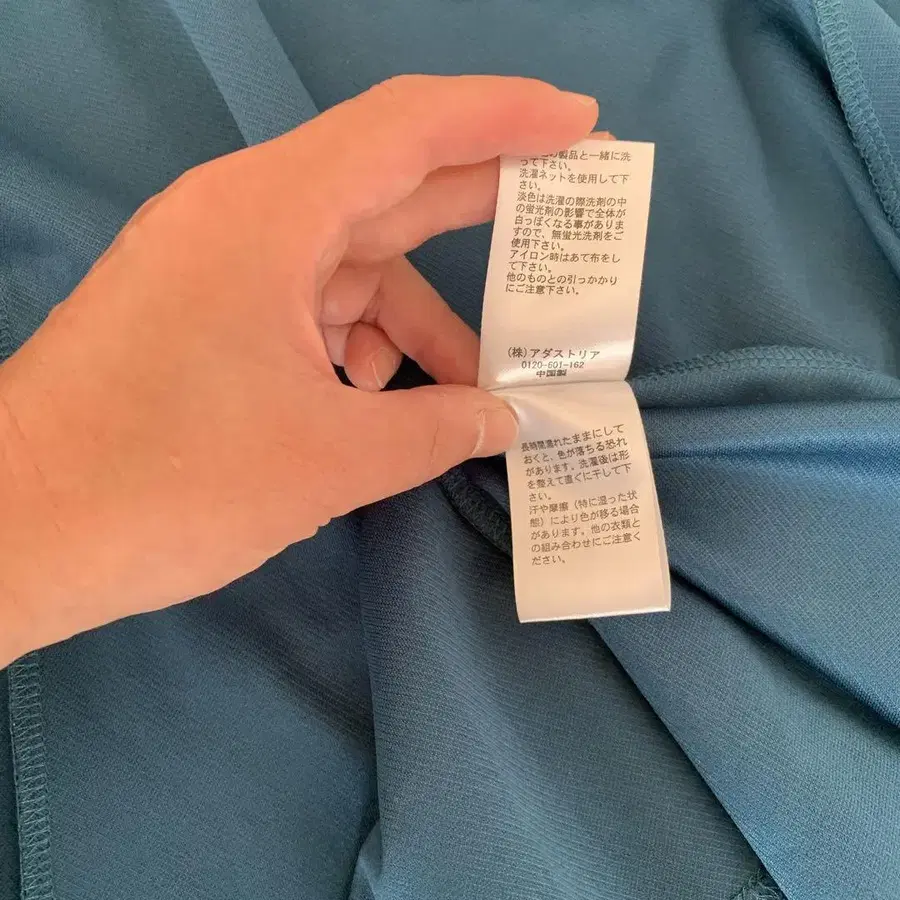 製品と一緒に洗
って下さい。
洗濯ネットを使用して下
さい。
淡色は洗濯の際洗剤の中
の蛍光剤の影響で全体が
白っぽくなる事がありま
すので、無蛍光洗剤をご
使用下さい。
アイロン時はあて布をし
て下さい。
他のものとの引っかかり
にご注意下さい。
(株)アダストリア
0120-601-162
中国製
長時間濡れたままにして
おくと、色が落ちる恐れ
があります。洗濯後は形
を整えて直ぐに干して下
さい。
汗や摩擦(特に湿った状
態)により色が移る場合
があります。他の衣類と
の組み合わせにご注意く
ださい。